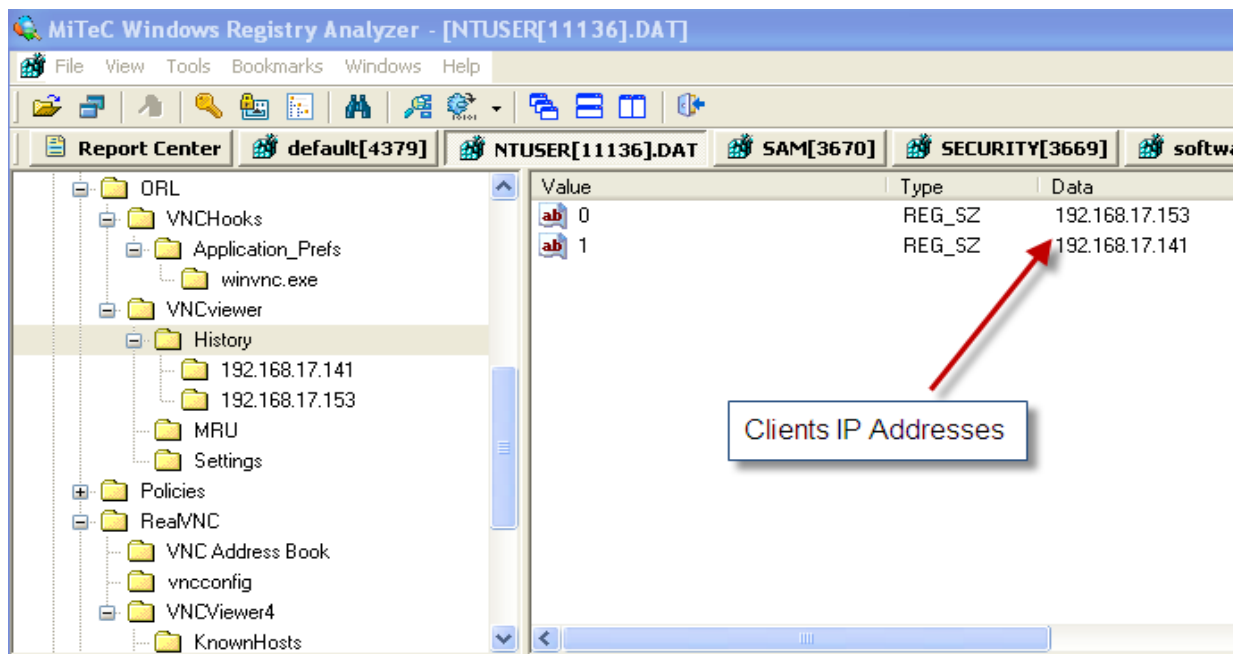 MiTeC Windows Registry Analyzer - [NTUSER[11136].DAT]
File View Tools Bookmarks Windows Help
Report Center default[4379] NTUSER[11136].DAT SAM[3670] SECURITY[3669] softwa
ORL
VNCHooks
Application_Prefs
winvnc.exe
VNCviewer
History
192.168.17.141
192.168.17.153
MRU
Settings
Policies
RealVNC
VNC Address Book
vncconfig
VNCViewer4
KnownHosts
Value Type Data
0 REG_SZ 192.168.17.153
1 REG_SZ 192.168.17.141
Clients IP Addresses